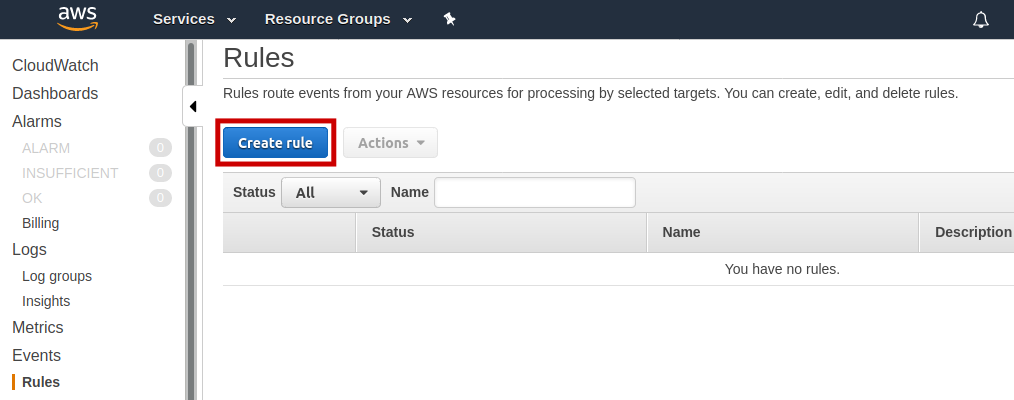 aws Services Resource Groups
CloudWatch
Dashboards
Alarms
ALARM 0
INSUFFICIENT 0
OK 0
Billing
Logs
Log groups
Insights
Metrics
Events
Rules
Rules
Rules route events from your AWS resources for processing by selected targets. You can create, edit, and delete rules.
Create rule Actions
Status All Name
Status Name Description
You have no rules.